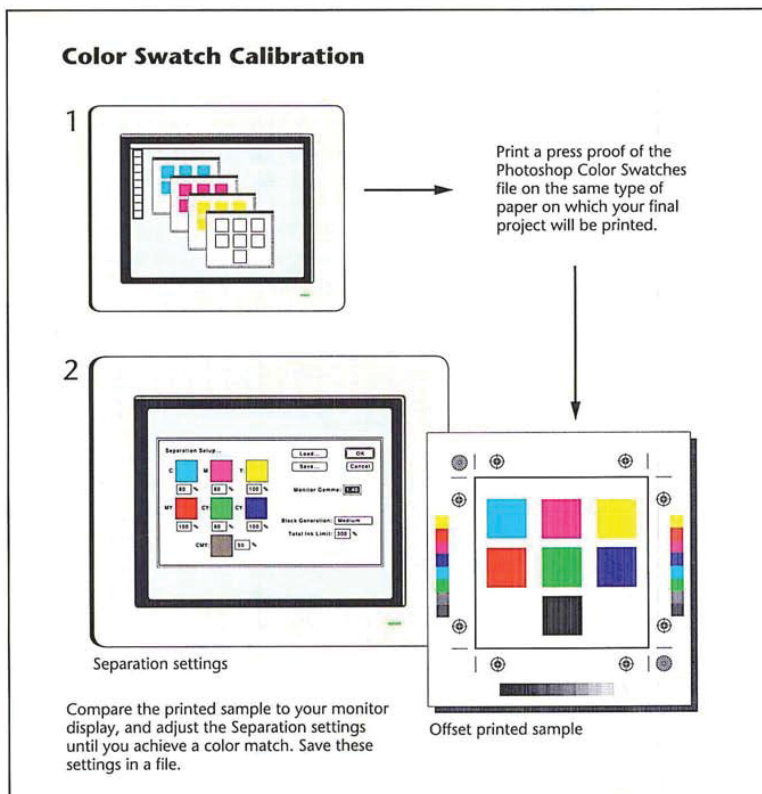 Color Swatch Calibration
1
Print a press proof of the
Photoshop Color Swatches
file on the same type of
paper on which your final
project will be printed.
2
Separation Setup...
Load...
OK
Save...
Cancel
C
M
Y
%
%
100 %
Monitor Gamma:
MY
CY
CY
100 %
%
100 %
Black Generation: Medium
Total Ink Limit: 300 %
CMY
%
Separation settings
Compare the printed sample to your monitor
display, and adjust the Separation settings
until you achieve a color match. Save these
settings in a file.
Offset printed sample